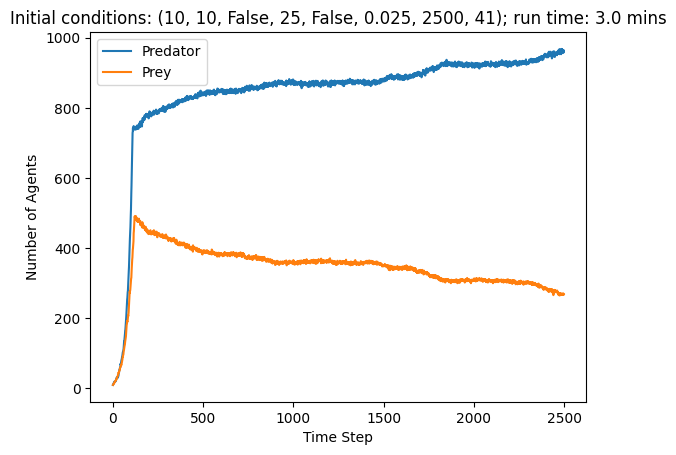 Initial conditions: (10, 10, False, 25, False, 0.025, 2500, 41); run time: 3.0 mins
1000
Predator
Prey
800
600
400
200
0
Number of Agents
0 500 1000 1500 2000 2500
Time Step